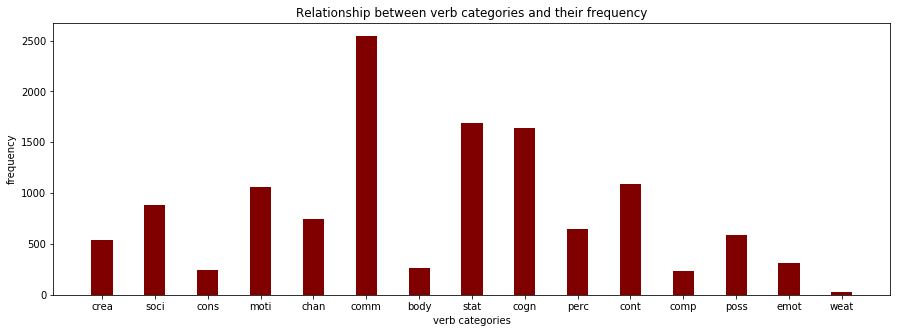 Relationship between verb categories and their frequency
frequency
2500
2000
1500
1000
500
0
crea soci cons moti chan comm body stat cogn perc cont comp poss emot weat
verb categories